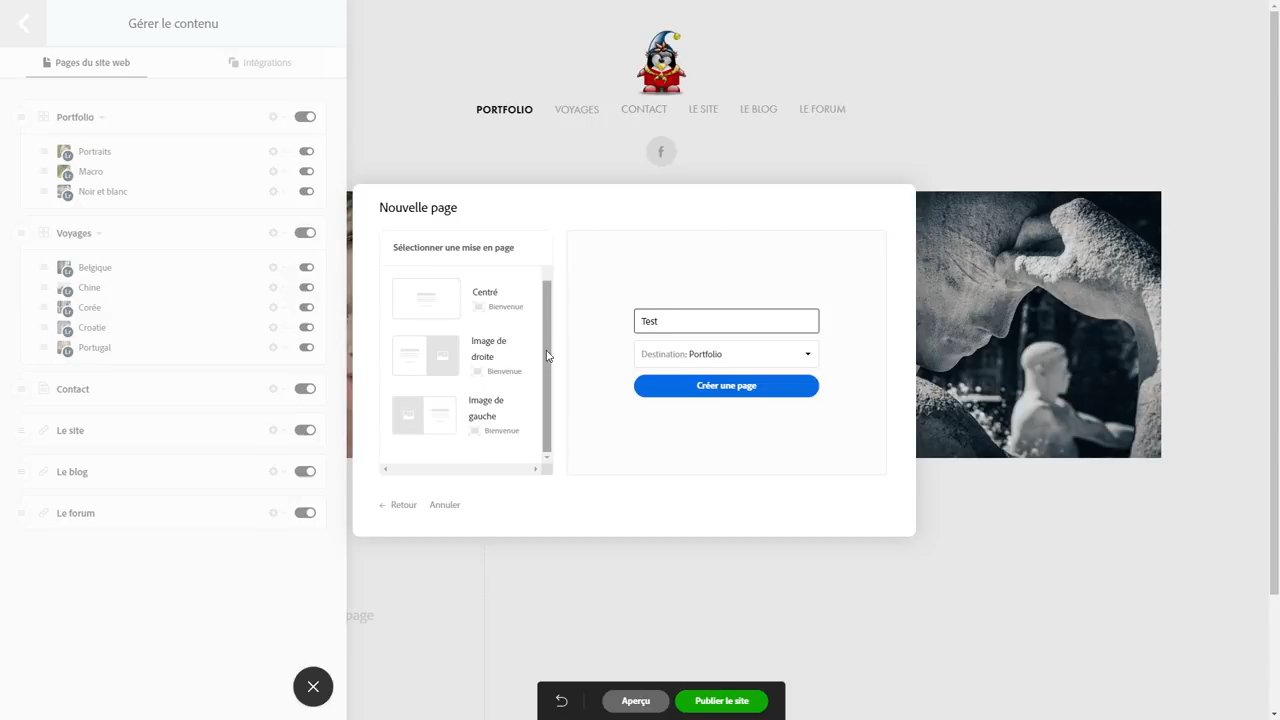 Gérer le contenu
Pages du site web
Intégrations
Portfolio
Portraits
Macro
Noir et blanc
Voyages
Belgique
Chine
Corée
Croatie
Portugal
Contact
Le site
Le blog
Le forum
PORTFOLIO VOYAGES CONTACT LE SITE LE BLOG LE FORUM
Nouvelle page
Sélectionner une mise en page
Centré
Bienvenue
Image de
droite
Bienvenue
Image de
gauche
Bienvenue
Test
Destination: Portfolio
Créer une page
← Retour
Annuler
page
Aperçu
Publier le site